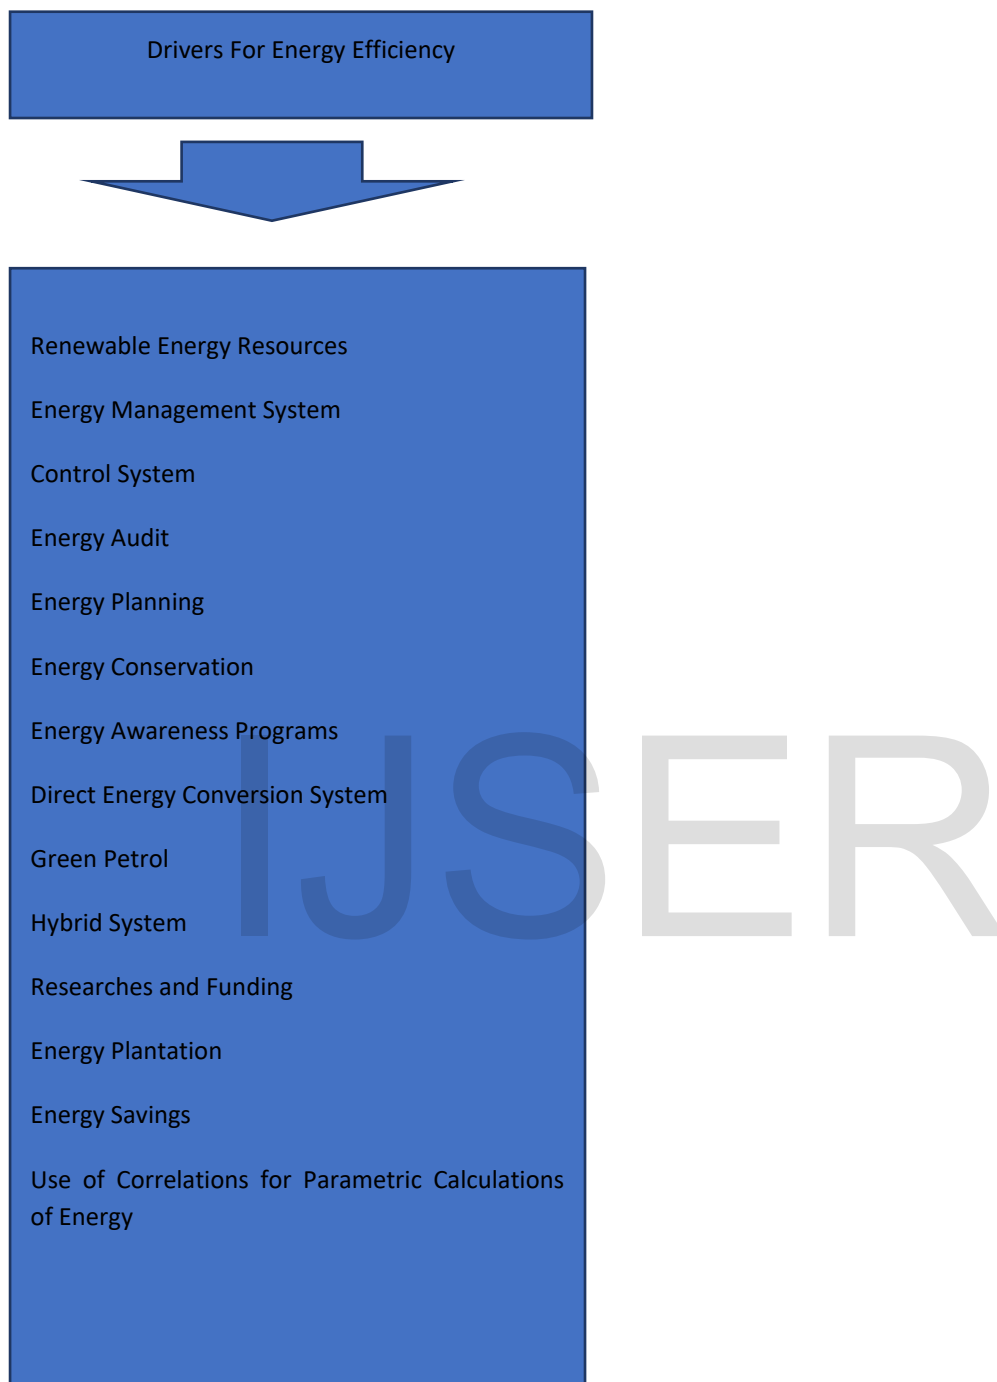 Drivers For Energy Efficiency
Renewable Energy Resources
Energy Management System
Control System
Energy Audit
Energy Planning
Energy Conservation
Energy Awareness Programs
Direct Energy Conversion System
Green Petrol
Hybrid System
Researches and Funding
Energy Plantation
Energy Savings
Use of Correlations for Parametric Calculations
of Energy
IJSER